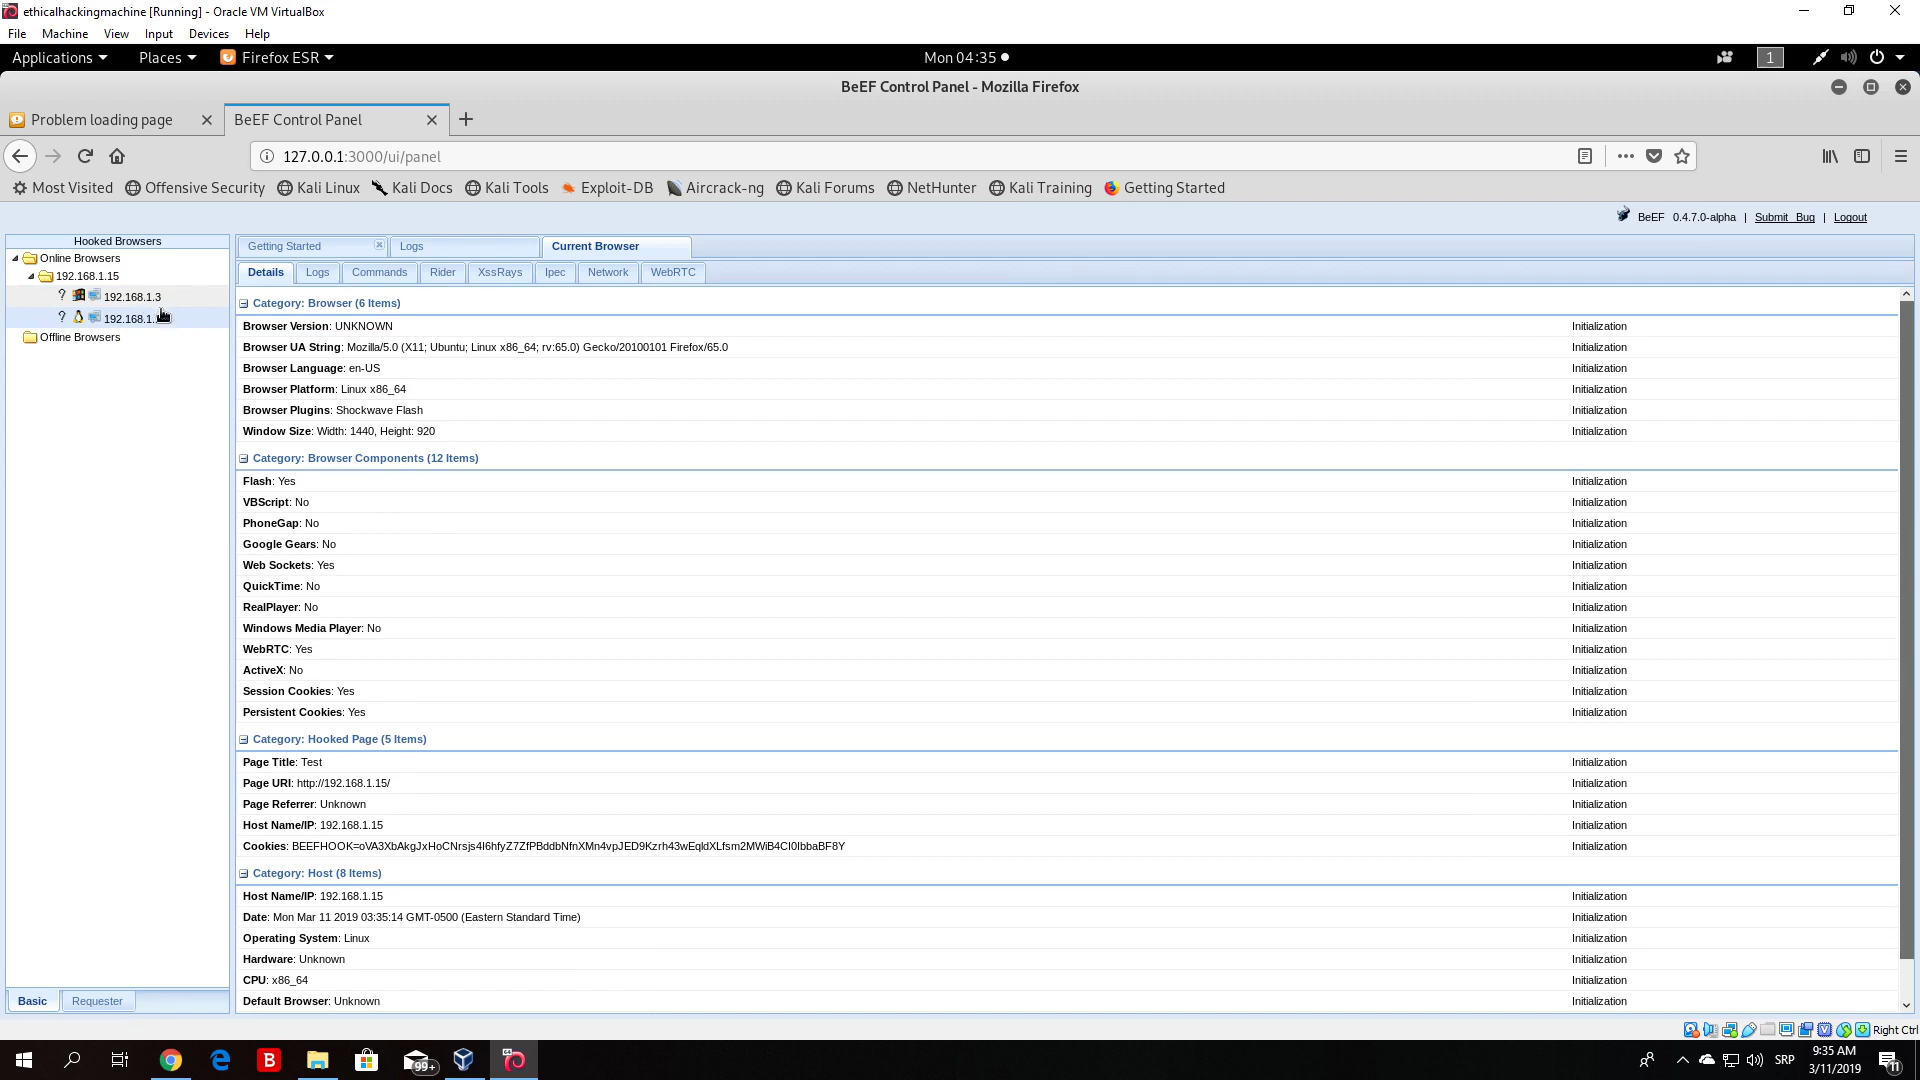 ethicalhackingmachine [Running] - Oracle VM VirtualBox
File Machine View Input Devices Help
Applications Places Firefox ESR Mon 04:35 1
BeEF Control Panel - Mozilla Firefox
Problem loading page BeEF Control Panel
127.0.0.1:3000/ui/panel
Most Visited Offensive Security Kali Linux Kali Docs Kali Tools Exploit-DB Aircrack-ng Kali Forums NetHunter Kali Training Getting Started
BeEF 0.4.7.0-alpha | Submit Bug | Logout
Hooked Browsers
Online Browsers
192.168.1.15
? 192.168.1.3
? 192.168.1.
Offline Browsers
Basic Requester
Getting Started Logs Current Browser
Details Logs Commands Rider XssRays Ipec Network WebRTC
Category: Browser (6 Items)
Browser Version: UNKNOWN Initialization
Browser UA String: Mozilla/5.0 (X11; Ubuntu; Linux x86_64; rv:65.0) Gecko/20100101 Firefox/65.0 Initialization
Browser Language: en-US Initialization
Browser Platform: Linux x86_64 Initialization
Browser Plugins: Shockwave Flash Initialization
Window Size: Width: 1440, Height: 920 Initialization
Category: Browser Components (12 Items)
Flash: Yes Initialization
VBScript: No Initialization
PhoneGap: No Initialization
Google Gears: No Initialization
Web Sockets: Yes Initialization
QuickTime: No Initialization
RealPlayer: No Initialization
Windows Media Player: No Initialization
WebRTC: Yes Initialization
ActiveX: No Initialization
Session Cookies: Yes Initialization
Persistent Cookies: Yes Initialization
Category: Hooked Page (5 Items)
Page Title: Test Initialization
Page URI: http://192.168.1.15/ Initialization
Page Referrer: Unknown Initialization
Host Name/IP: 192.168.1.15 Initialization
Cookies: BEEFHOOK=oVA3XbAkgJxHoCNrsjs4I6hfyZ7ZfPBddbNfnXMn4vpJED9Kzrh43wEqldXLfsm2MWiB4CI0IbbaBF8Y Initialization
Category: Host (8 Items)
Host Name/IP: 192.168.1.15 Initialization
Date: Mon Mar 11 2019 03:35:14 GMT-0500 (Eastern Standard Time) Initialization
Operating System: Linux Initialization
Hardware: Unknown Initialization
CPU: x86_64 Initialization
Default Browser: Unknown Initialization
Right Ctrl
99+ SRP 9:35 AM
3/11/2019 11